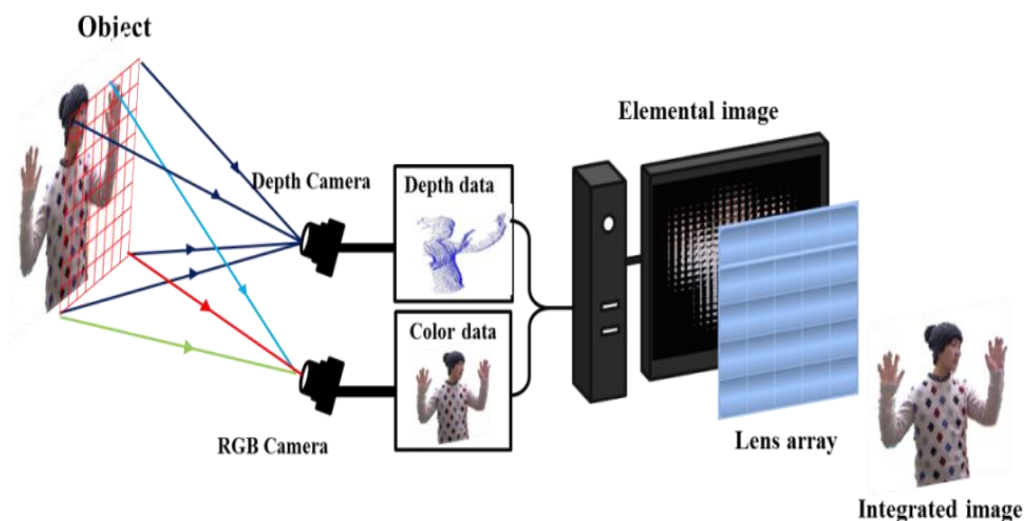 Object
Elemental image
Depth Camera
Depth data
Color data
RGB Camera
Lens array
Integrated image